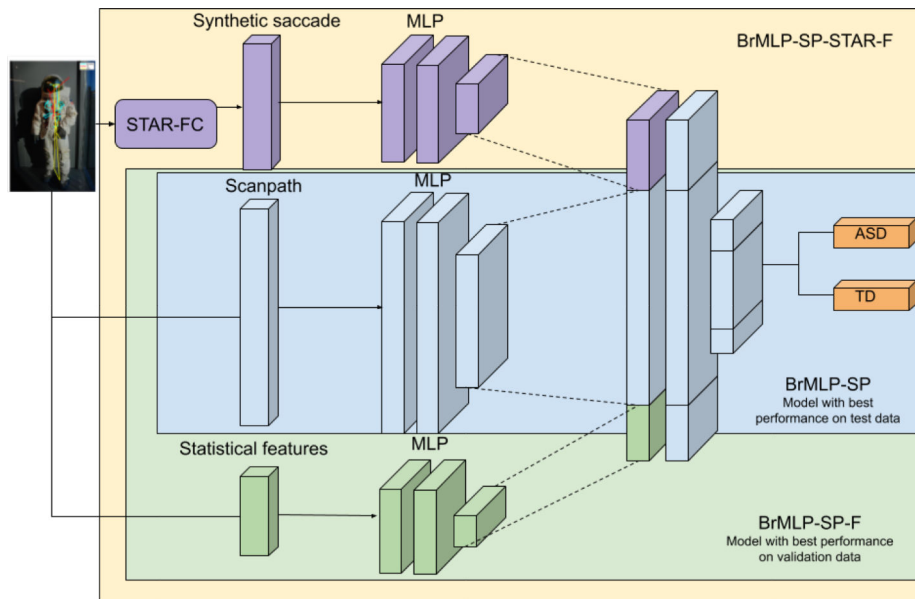 Synthetic saccade
MLP
BrMLP-SP-STAR-F
STAR-FC
Scanpath
MLP
ASD
TD
BrMLP-SP
Model with best
performance on test data
Statistical features
MLP
BrMLP-SP-F
Model with best performance
on validation data